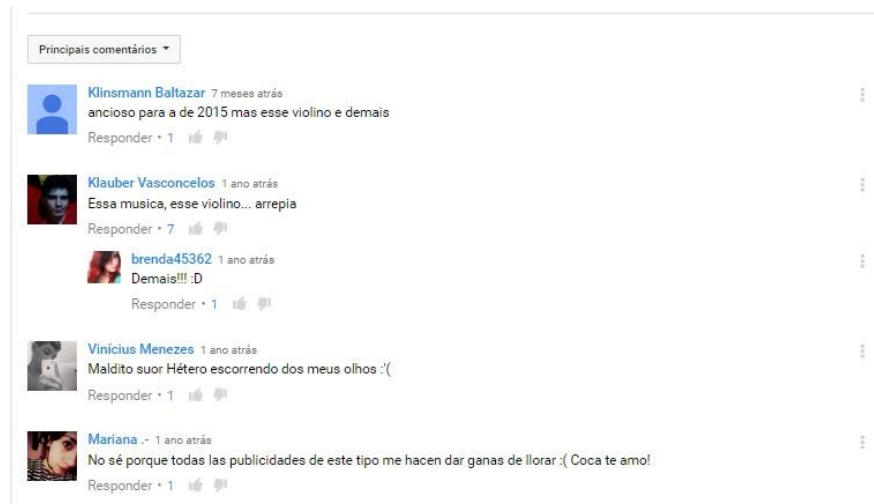 Principais comentários
Klinsmann Baltazar 7 meses atrás
ancioso para a de 2015 mas esse violino e demais
Responder • 1
Klauber Vasconcelos 1 ano atrás
Essa musica, esse violino... arrepia
Responder • 7
brenda45362 1 ano atrás
Demais!!! :D
Responder • 1
Vinícius Menezes 1 ano atrás
Maldito suor Hétero escorrendo dos meus olhos :'(
Responder • 1
Mariana .- 1 ano atrás
No sé porque todas las publicidades de este tipo me hacen dar ganas de llorar :( Coca te amo!
Responder • 1